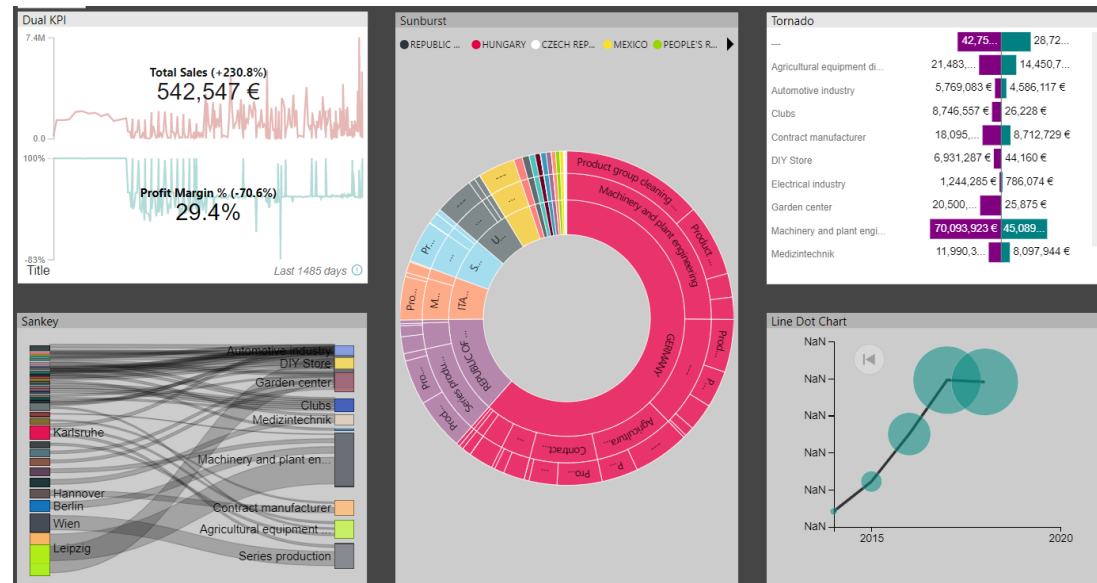 Dual KPI
7.4M
Total Sales (+230.8%)
542,547 €
0.0
100%
Profit Margin % (-70.6%)
29.4%
-83%
Title
Last 1485 days
Sankey
Automotive industry
DIY Store
Garden center
Clubs
Medizintechnik
Karlsruhe
Machinery and plant en...
Hannover
Berlin
Contract manufacturer
Wien
Agricultural equipment
Leipzig
Series production
Sunburst
REPUBLIC ... HUNGARY CZECH REP... MEXICO PEOPLE'S R...
Product group cleaning ...
Machinery and plant engineering
Product ...
GERMANY
Prod...
P...
...
Agricultura...
...
P...
Contract...
Pro...
...
...
REPUBLIC OF ...
Series produ...
Pro...
Prod...
ITA...
M...
Pro...
S...
...
Pr...
U...
...
...
...
...
...
Tornado
— 42,75... 28,72...
Agricultural equipment di... 21,483,... 14,450,7...
Automotive industry 5,769,083 € 4,586,117 €
Clubs 8,746,557 € 26,228 €
Contract manufacturer 18,095,... 8,712,729 €
DIY Store 6,931,287 € 44,160 €
Electrical industry 1,244,285 € 786,074 €
Garden center 20,500,... 25,875 €
Machinery and plant engi... 70,093,923 € 45,089...
Medizintechnik 11,990,3... 8,097,944 €
Line Dot Chart
NaN
NaN
NaN
NaN
NaN
NaN
2015 2020